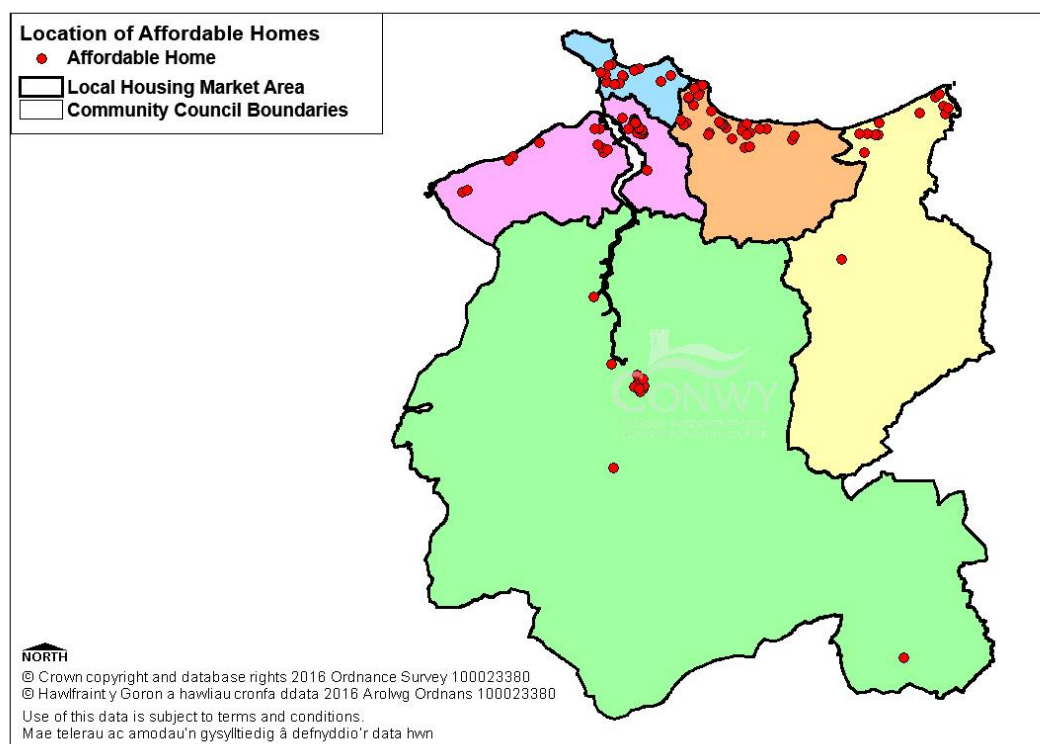 Location of Affordable Homes
Affordable Home
Local Housing Market Area
Community Council Boundaries
CONWY
NORTH
© Crown copyright and database rights 2016 Ordnance Survey 100023380
© Hawlfraint y Goron a hawliau cronfa ddata 2016 Arolwg Ordnans 100023380
Use of this data is subject to terms and conditions.
Mae telerau ac amodau'n gysylltiedig â defnyddio'r data hwn